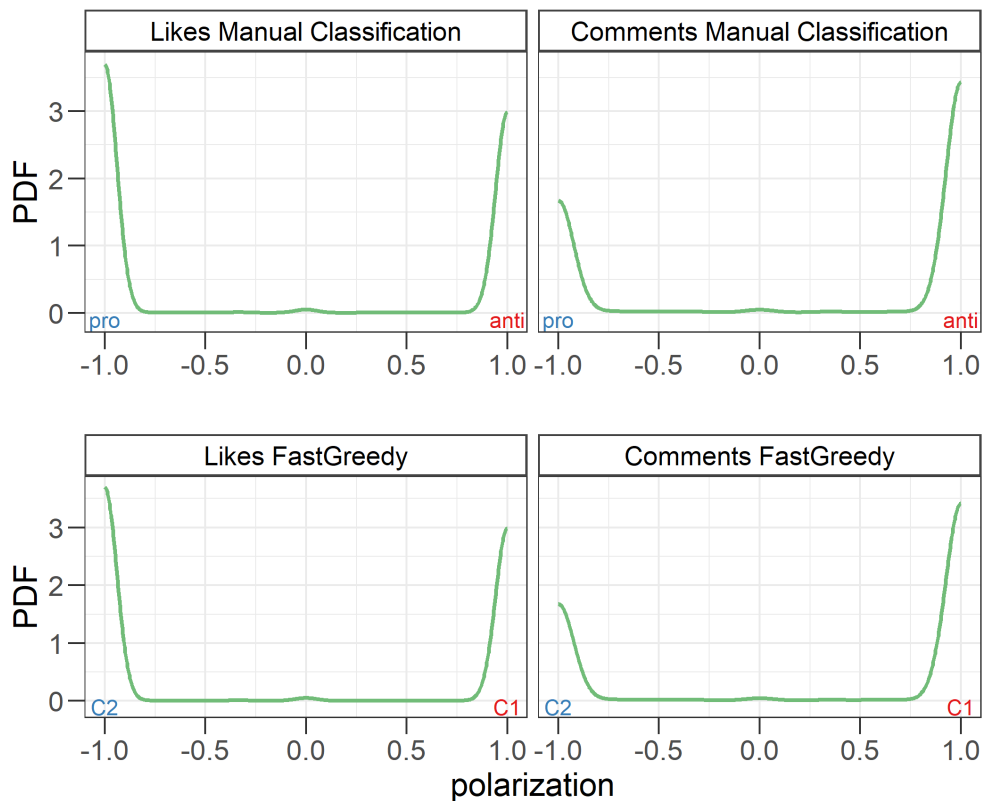 Likes Manual Classification
Comments Manual Classification
PDF
3
2
1
0
pro
anti
pro
anti
-1.0 -0.5 0.0 0.5 1.0 -1.0 -0.5 0.0 0.5 1.0
Likes FastGreedy
Comments FastGreedy
PDF
3
2
1
0
C2
C1
C2
C1
-1.0 -0.5 0.0 0.5 1.0 -1.0 -0.5 0.0 0.5 1.0
polarization